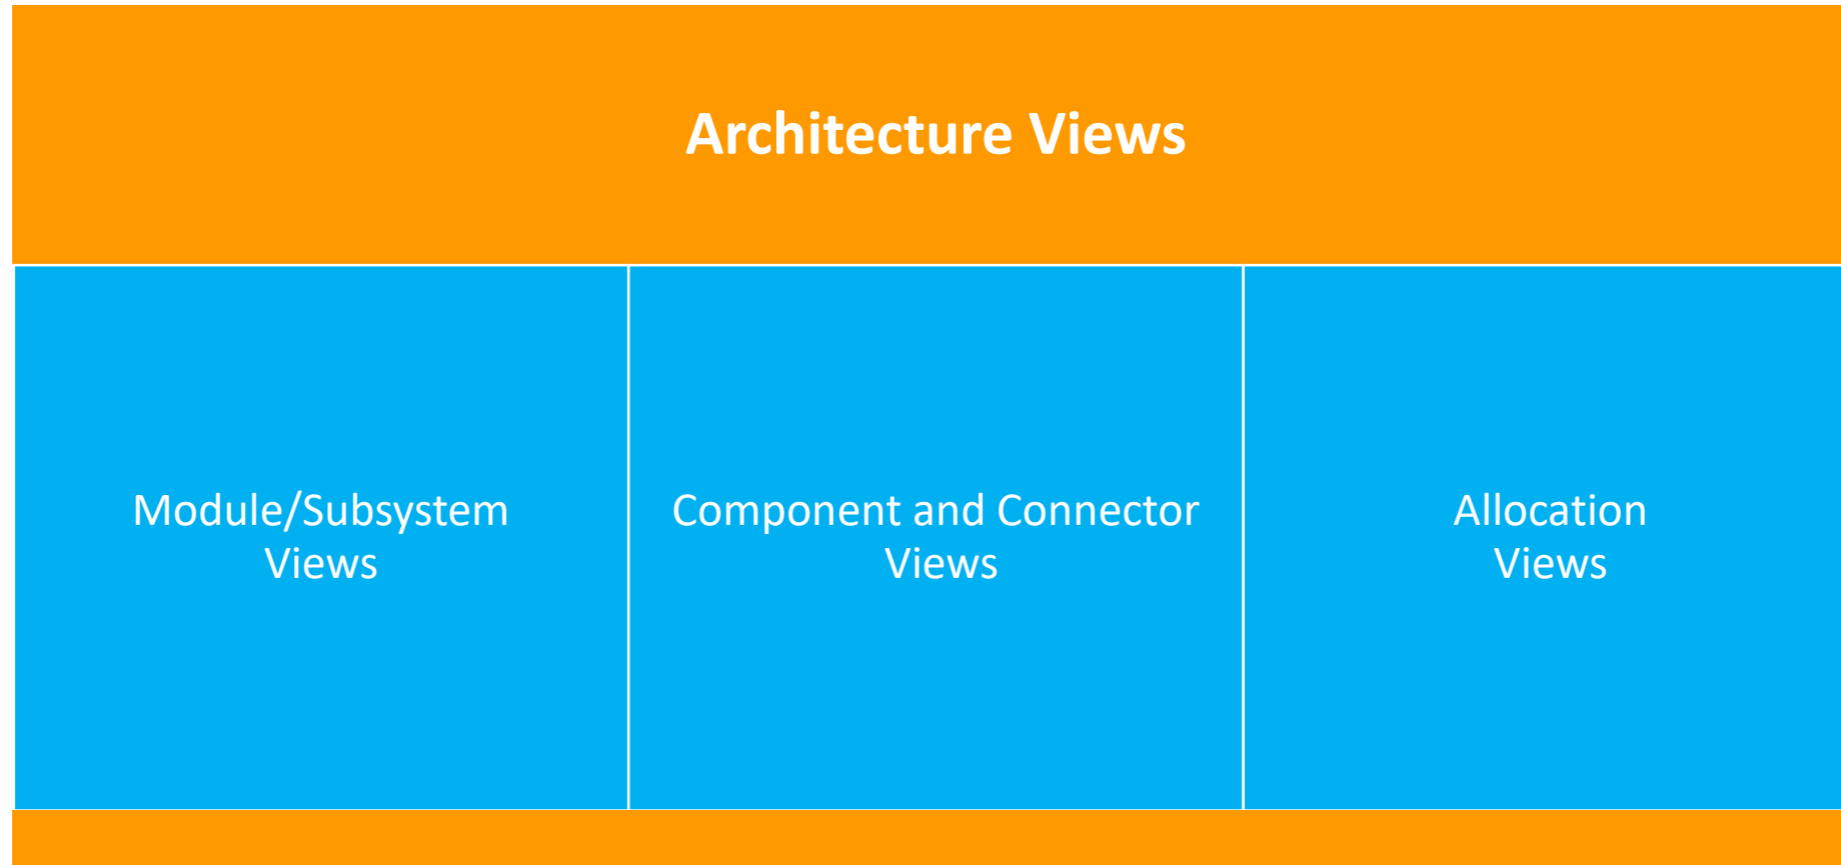 Architecture Views
Module/Subsystem
Views
Component and Connector
Views
Allocation
Views